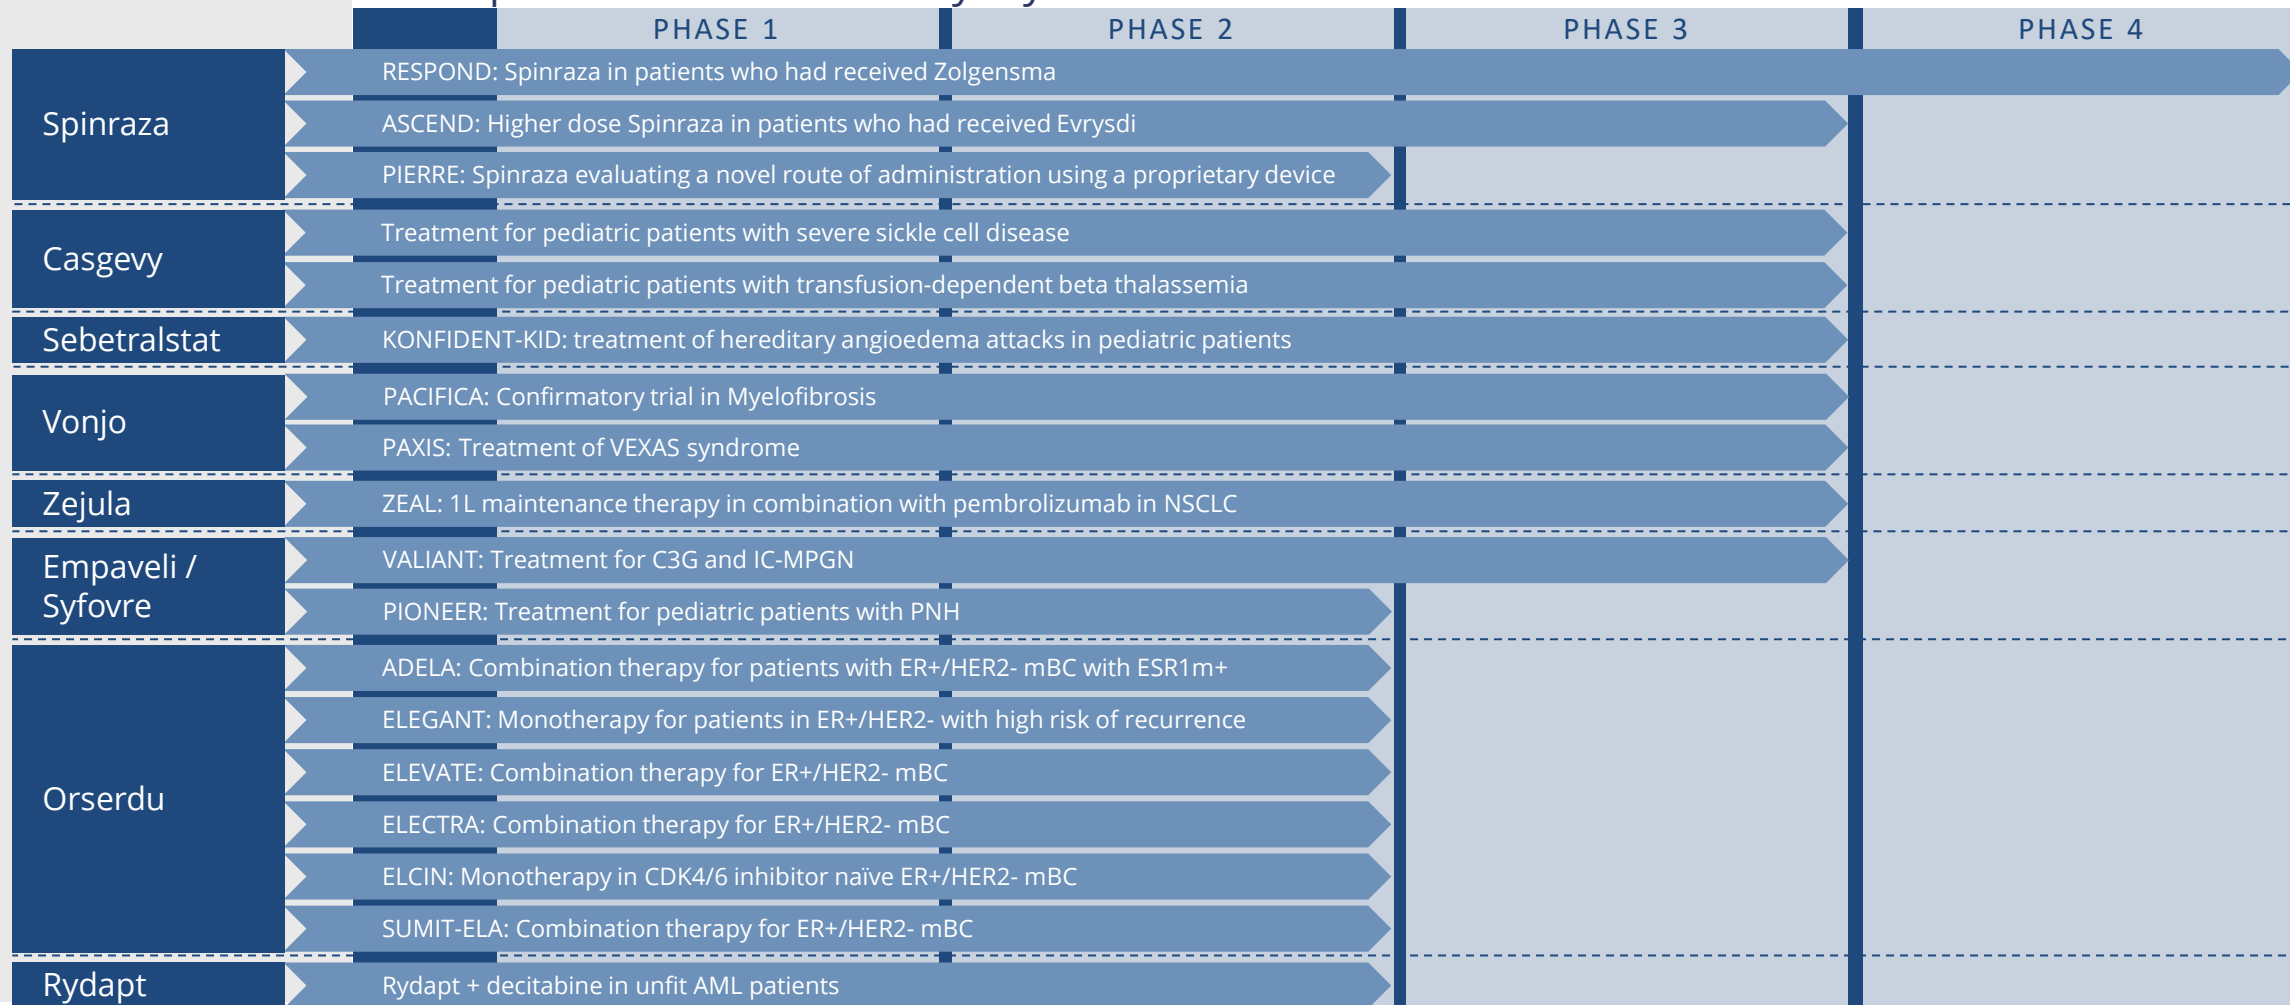 PHASE 1 PHASE 2 PHASE 3 PHASE 4
Spinraza
RESPOND: Spinraza in patients who had received Zolgensma
ASCEND: Higher dose Spinraza in patients who had received Evrysdi
PIERRE: Spinraza evaluating a novel route of administration using a proprietary device
Casgevy
Treatment for pediatric patients with severe sickle cell disease
Treatment for pediatric patients with transfusion-dependent beta thalassemia
Sebetralstat
KONFIDENT-KID: treatment of hereditary angioedema attacks in pediatric patients
Vonjo
PACIFICA: Confirmatory trial in Myelofibrosis
PAXIS: Treatment of VEXAS syndrome
Zejula
ZEAL: 1L maintenance therapy in combination with pembrolizumab in NSCLC
Empaveli /
Syfovre
VALIANT: Treatment for C3G and IC-MPGN
PIONEER: Treatment for pediatric patients with PNH
Orserdu
ADELA: Combination therapy for patients with ER+/HER2- mBC with ESR1m+
ELEGANT: Monotherapy for patients in ER+/HER2- with high risk of recurrence
ELEVATE: Combination therapy for ER+/HER2- mBC
ELECTRA: Combination therapy for ER+/HER2- mBC
ELCIN: Monotherapy in CDK4/6 inhibitor naïve ER+/HER2- mBC
SUMIT-ELA: Combination therapy for ER+/HER2- mBC
Rydapt
Rydapt + decitabine in unfit AML patients